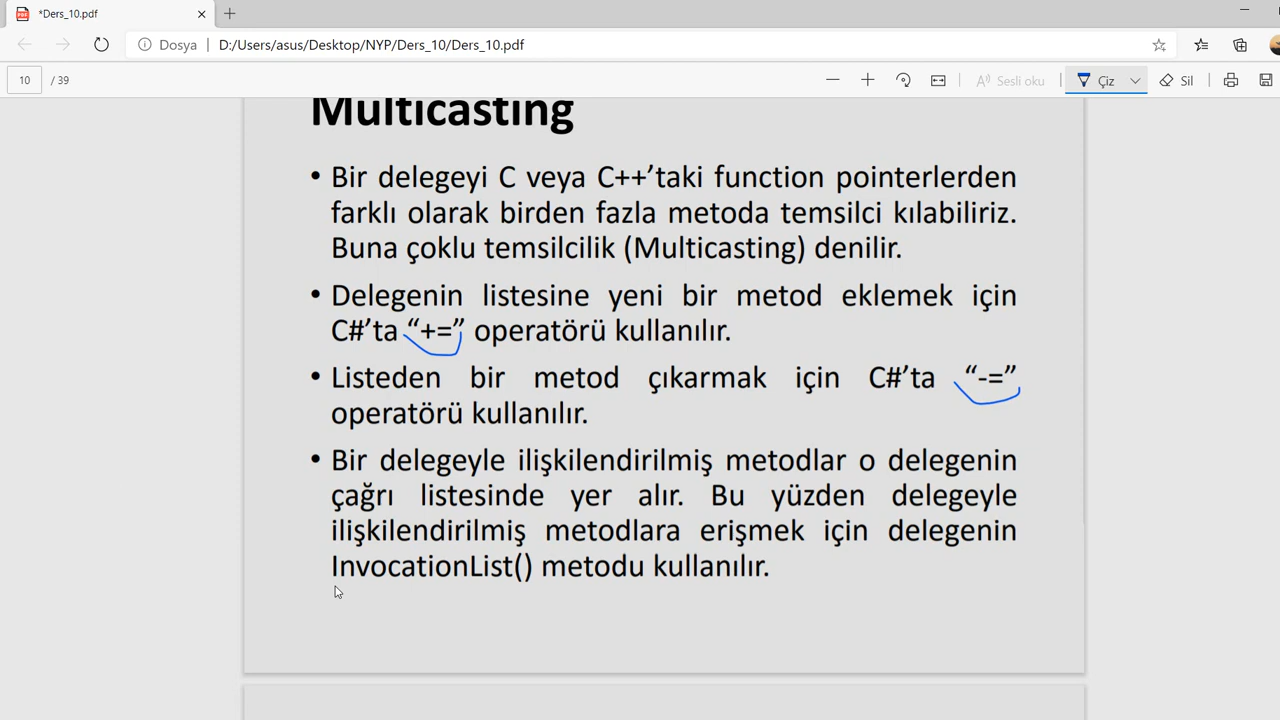 *Ders_10.pdf
Dosya
D:/Users/asus/Desktop/NYP/Ders_10/Ders_10.pdf
10 / 39
Sesli oku
Çiz
Sil
Multicasting
• Bir delegeyi C veya C++’taki function pointerlerden
farklı olarak birden fazla metoda temsilci kılabiliriz.
Buna çoklu temsilcilik (Multicasting) denilir.
• Delegenin listesine yeni bir metod eklemek için
C#’ta “+=” operatörü kullanılır.
• Listeden bir metod çıkarmak için C#’ta “-=”
operatörü kullanılır.
• Bir delegeyle ilişkilendirilmiş metodlar o delegenin
çağrı listesinde yer alır. Bu yüzden delegeyle
ilişkilendirilmiş metodlara erişmek için delegenin
InvocationList() metodu kullanılır.